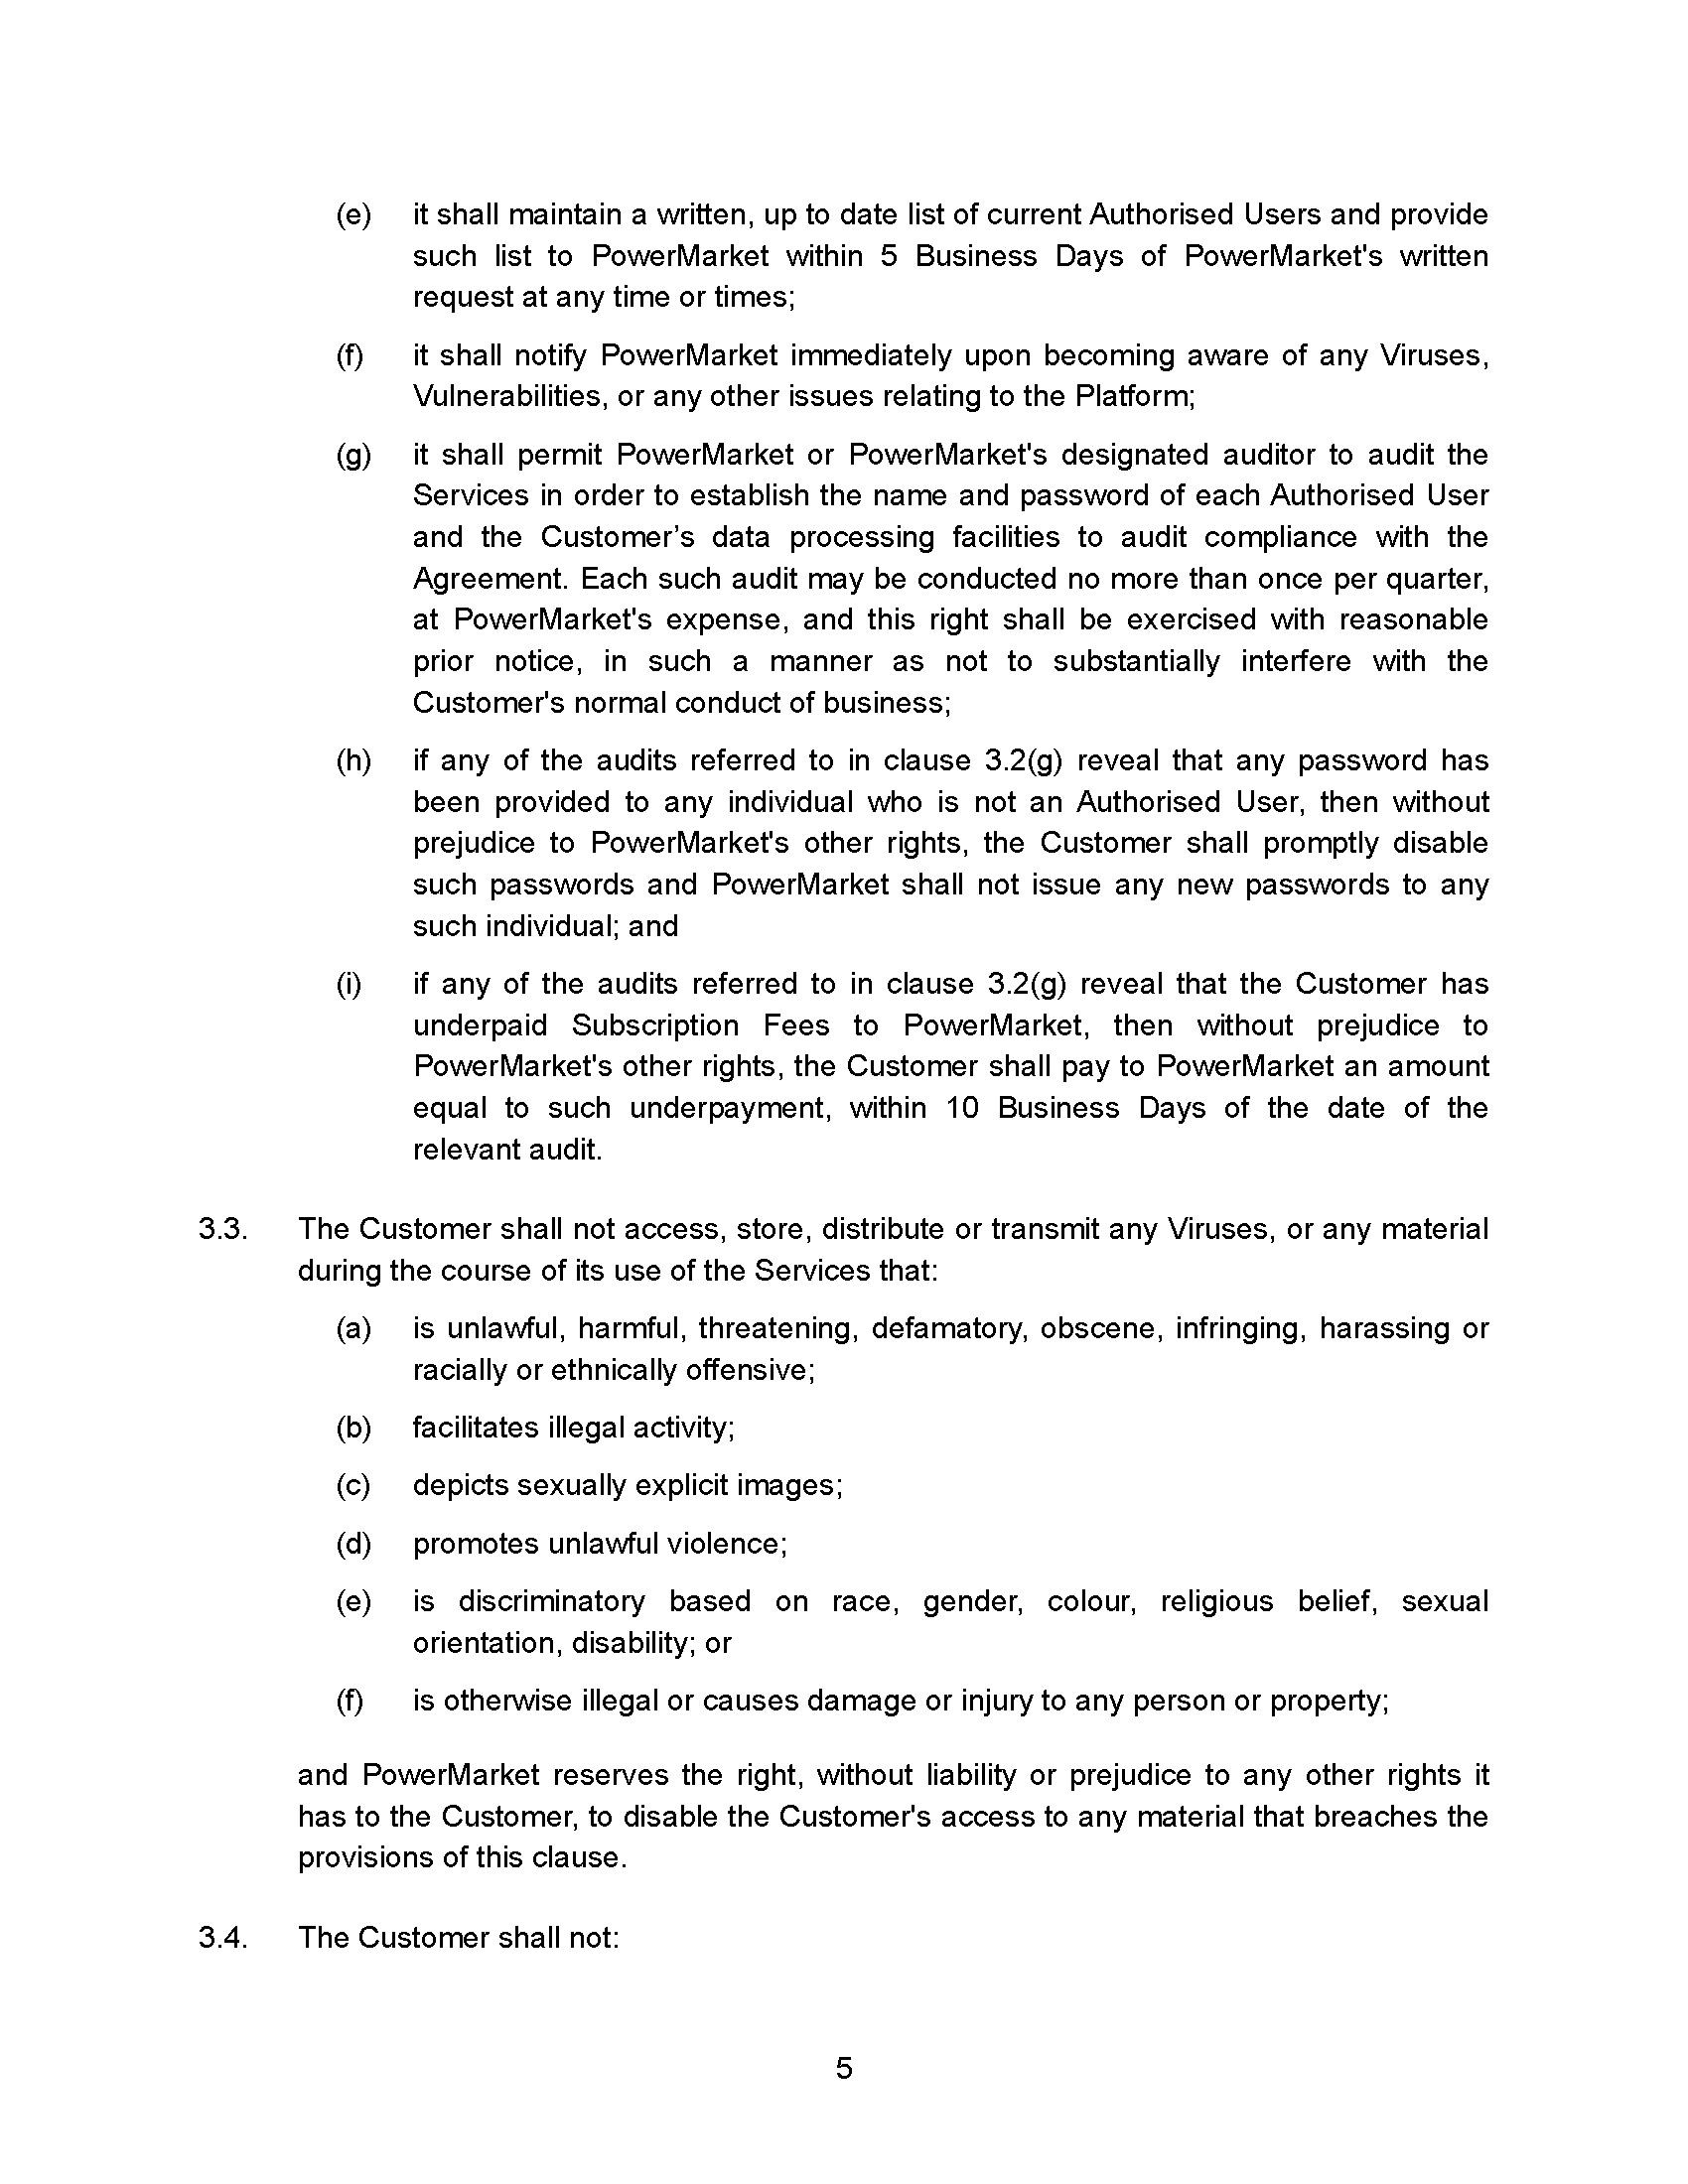 (e) it shall maintain a written, up to date list of current Authorised Users and provide
such list to PowerMarket within 5 Business Days of PowerMarket's written
request at any time or times;
(f) it shall notify PowerMarket immediately upon becoming aware of any Viruses,
Vulnerabilities, or any other issues relating to the Platform;
(g) it shall permit PowerMarket or PowerMarket's designated auditor to audit the
Services in order to establish the name and password of each Authorised User
and the Customer’s data processing facilities to audit compliance with the
Agreement. Each such audit may be conducted no more than once per quarter,
at PowerMarket's expense, and this right shall be exercised with reasonable
prior notice, in such a manner as not to substantially interfere with the
Customer's normal conduct of business;
(h) if any of the audits referred to in clause 3.2(g) reveal that any password has
been provided to any individual who is not an Authorised User, then without
prejudice to PowerMarket's other rights, the Customer shall promptly disable
such passwords and PowerMarket shall not issue any new passwords to any
such individual; and
(i) if any of the audits referred to in clause 3.2(g) reveal that the Customer has
underpaid Subscription Fees to PowerMarket, then without prejudice to
PowerMarket's other rights, the Customer shall pay to PowerMarket an amount
equal to such underpayment, within 10 Business Days of the date of the
relevant audit.
3.3. The Customer shall not access, store, distribute or transmit any Viruses, or any material
during the course of its use of the Services that:
(a) is unlawful, harmful, threatening, defamatory, obscene, infringing, harassing or
racially or ethnically offensive;
(b) facilitates illegal activity;
(c) depicts sexually explicit images;
(d) promotes unlawful violence;
(e) is discriminatory based on race, gender, colour, religious belief, sexual
orientation, disability; or
(f) is otherwise illegal or causes damage or injury to any person or property;
and PowerMarket reserves the right, without liability or prejudice to any other rights it
has to the Customer, to disable the Customer's access to any material that breaches the
provisions of this clause.
3.4. The Customer shall not:
5